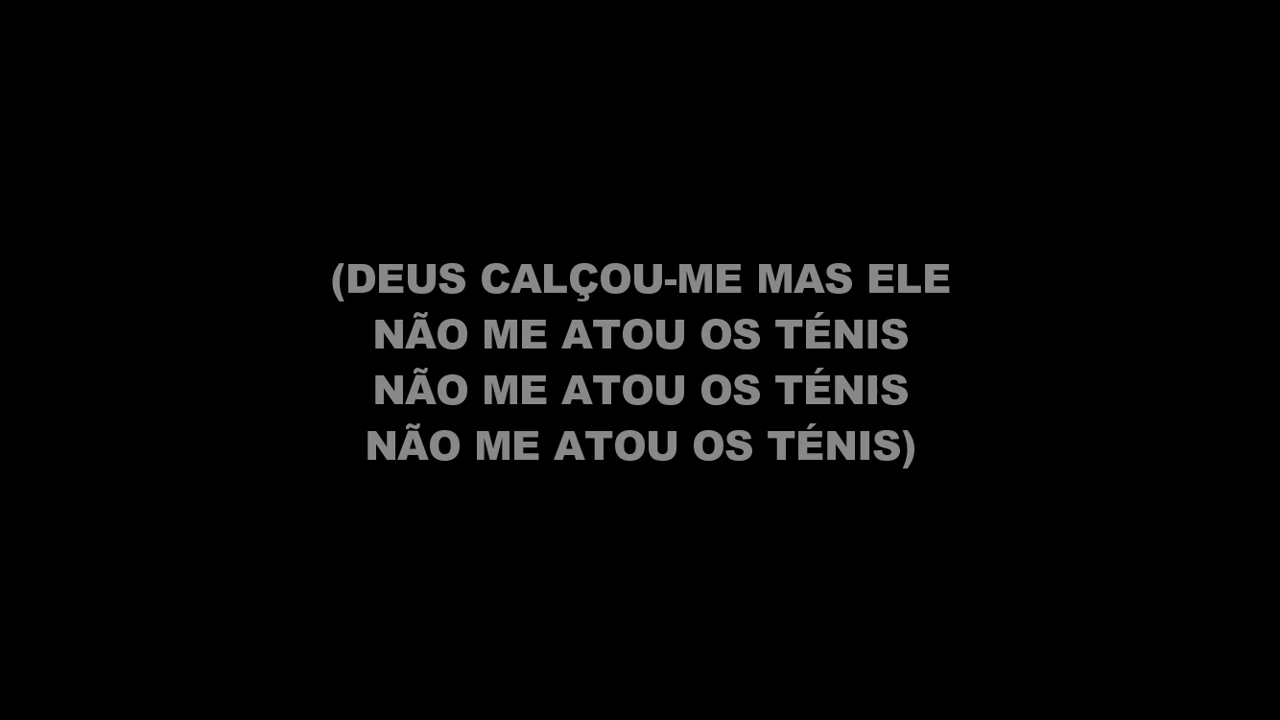 (DEUS CALÇOU-ME MAS ELE
NÃO ME ATOU OS TÉNIS
NÃO ME ATOU OS TÉNIS
NÃO ME ATOU OS TÉNIS)